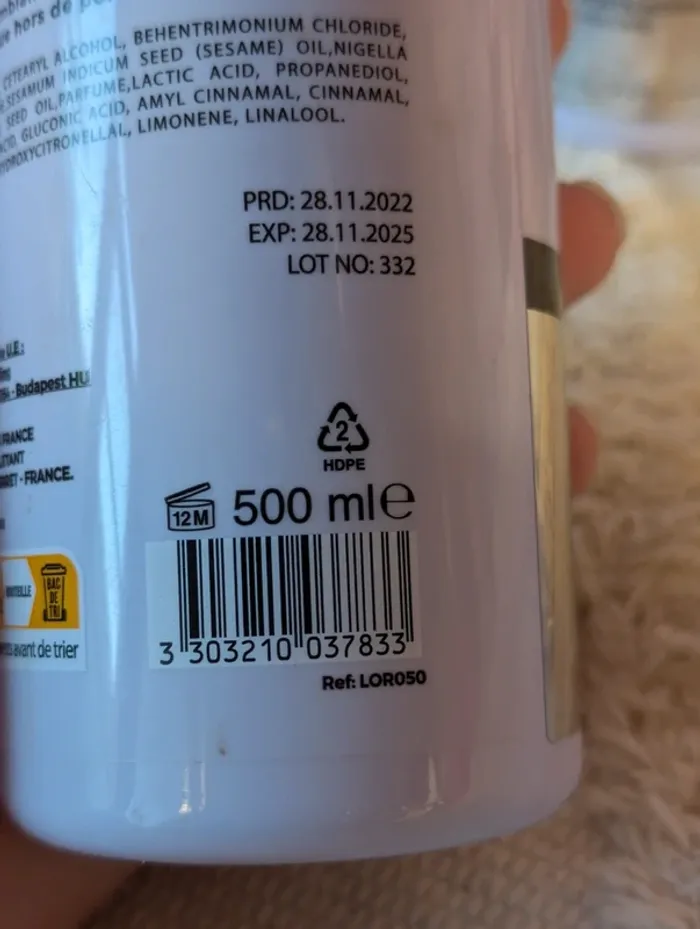 hors de
CETEARYL ALCOHOL, BEHENTRIMONIUM CHLORIDE,
SESAMUM INDICUM SEED (SESAME) OIL,NIGELLA
SEED OIL,PARFUME,LACTIC ACID, PROPANEDIOL,
GLUCONIC ACID, AMYL CINNAMAL, CINNAMAL,
HYDROXYCITRONELLAL, LIMONENE, LINALOOL.
PRD: 28.11.2022
EXP: 28.11.2025
LOT NO: 332
U.E :
- Budapest HU
FRANCE
- FRANCE.
2
HDPE
12M 500 ml e
BAC
DE
TRI
avant de trier
3 303210 037833
Ref: LOR050